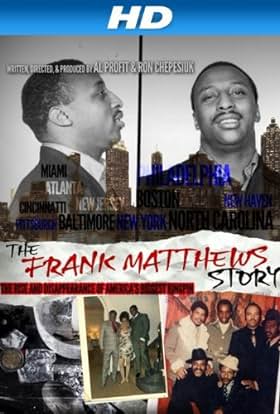 HD
WRITTEN, DIRECTED, & PRODUCED BY AL PROFIT & RON CHEPESIUK
MIAMI PHILADELPHIA
ATLANTA NEW JERSEY BOSTON NEW HAVEN
CINCINNATI
PITTSBURGH BALTIMORE NEW YORK NORTH CAROLINA
THE
FRANK MATTHEWS
STORY
THE RISE AND DISAPPEARANCE OF AMERICA'S BIGGEST KINGPIN